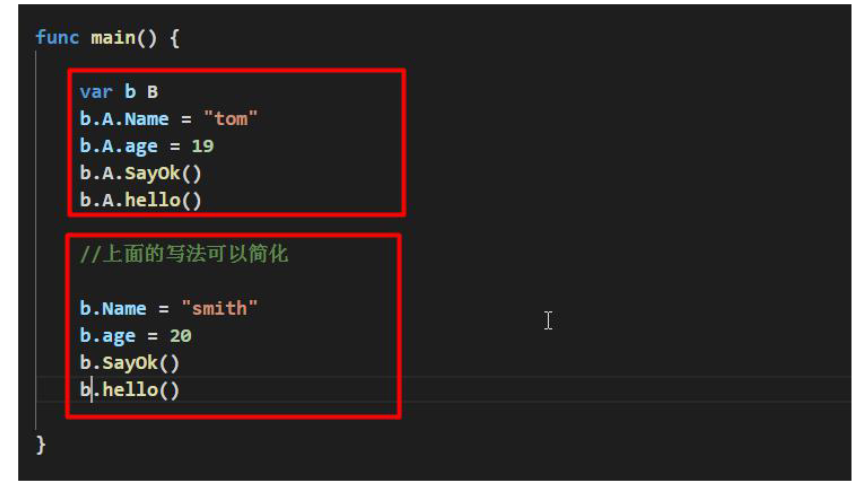 func main() {
var b B
b.A.Name = "tom"
b.A.age = 19
b.A.SayOk()
b.A.hello()
//上面的写法可以简化
b.Name = "smith"
b.age = 20
b.SayOk()
b.hello()
}